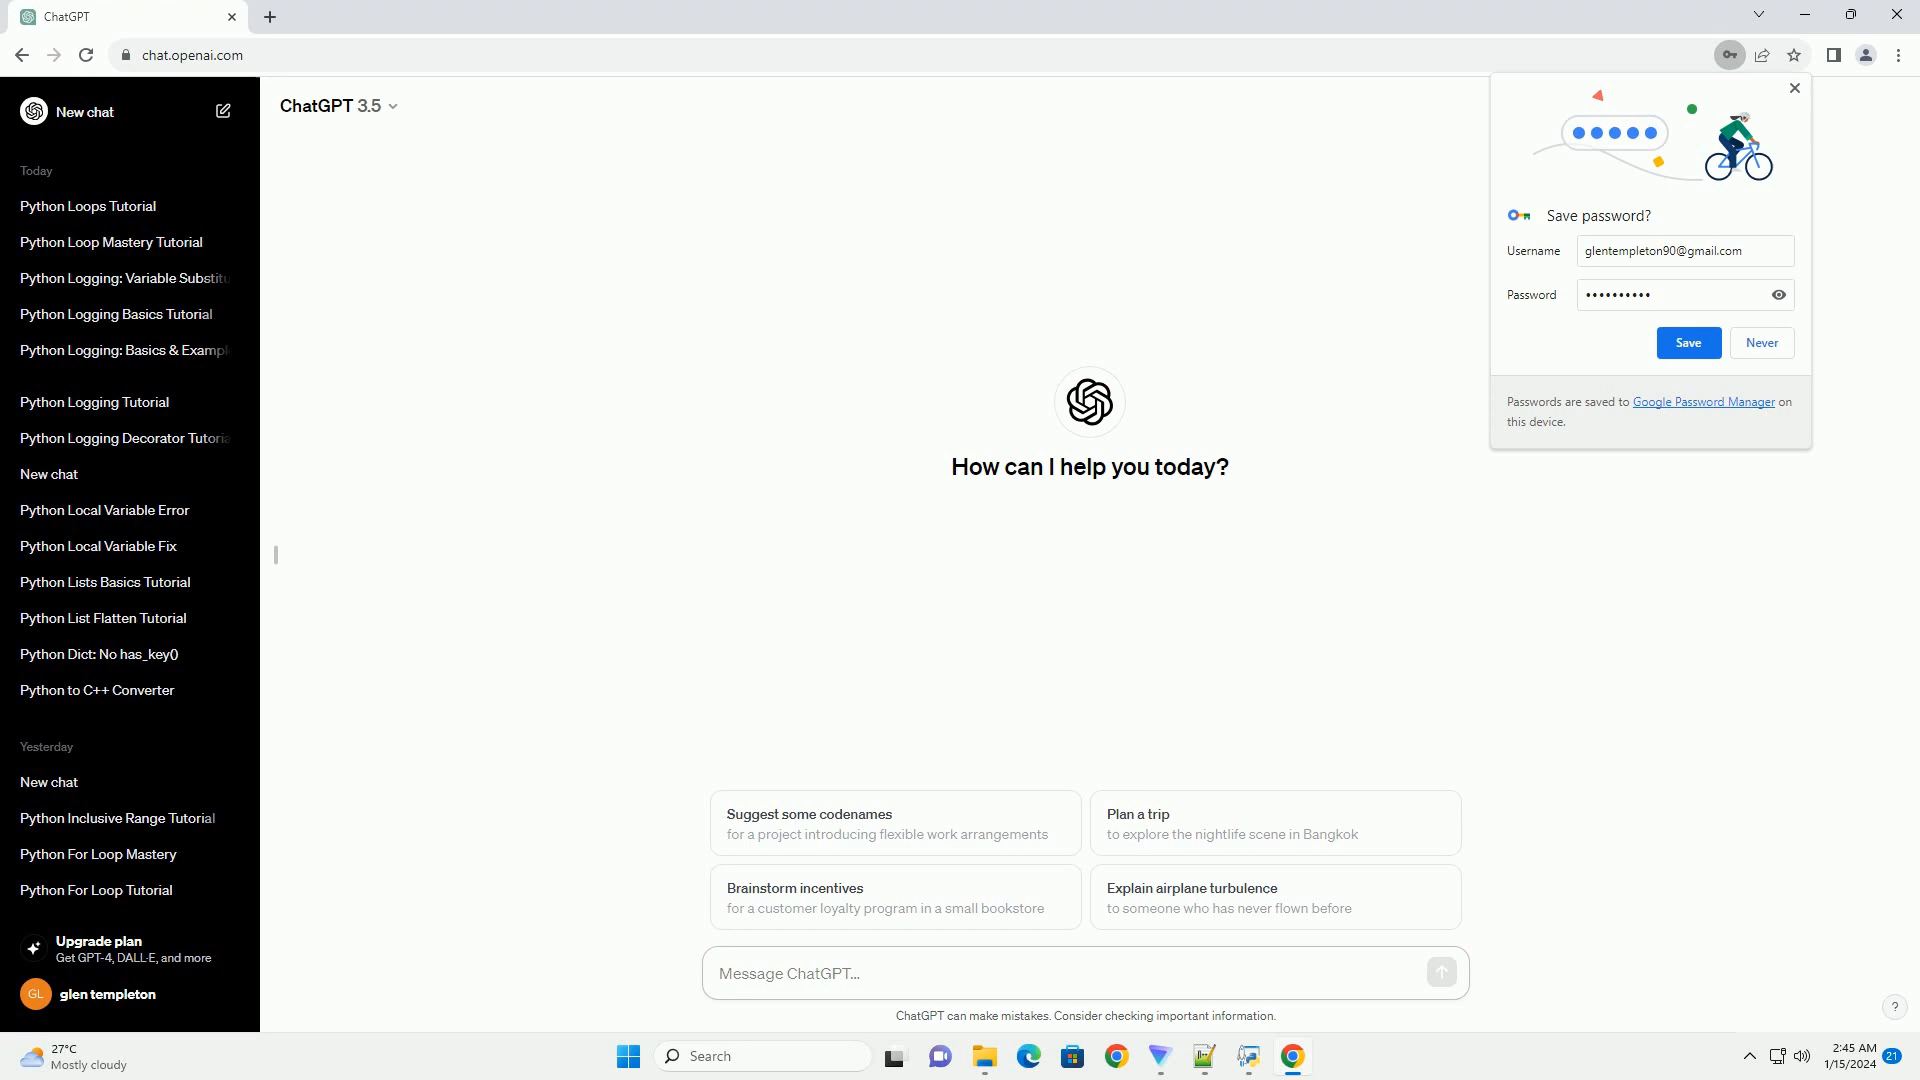 ChatGPT
chat.openai.com
New chat
Today
Python Loops Tutorial
Python Loop Mastery Tutorial
Python Logging: Variable Substitu
Python Logging Basics Tutorial
Python Logging: Basics & Exampl
Python Logging Tutorial
Python Logging Decorator Tutoria
New chat
Python Local Variable Error
Python Local Variable Fix
Python Lists Basics Tutorial
Python List Flatten Tutorial
Python Dict: No has_key()
Python to C++ Converter
Yesterday
New chat
Python Inclusive Range Tutorial
Python For Loop Mastery
Python For Loop Tutorial
Upgrade plan
Get GPT-4, DALL·E, and more
GL glen templeton
ChatGPT 3.5
Save password?
Username glentempleton90@gmail.com
Password ••••••••••
Save Never
Passwords are saved to Google Password Manager on
this device.
How can I help you today?
Suggest some codenames
for a project introducing flexible work arrangements
Plan a trip
to explore the nightlife scene in Bangkok
Brainstorm incentives
for a customer loyalty program in a small bookstore
Explain airplane turbulence
to someone who has never flown before
Message ChatGPT...
ChatGPT can make mistakes. Consider checking important information.
?
27°C
Mostly cloudy
Search
2:45 AM
1/15/2024
21